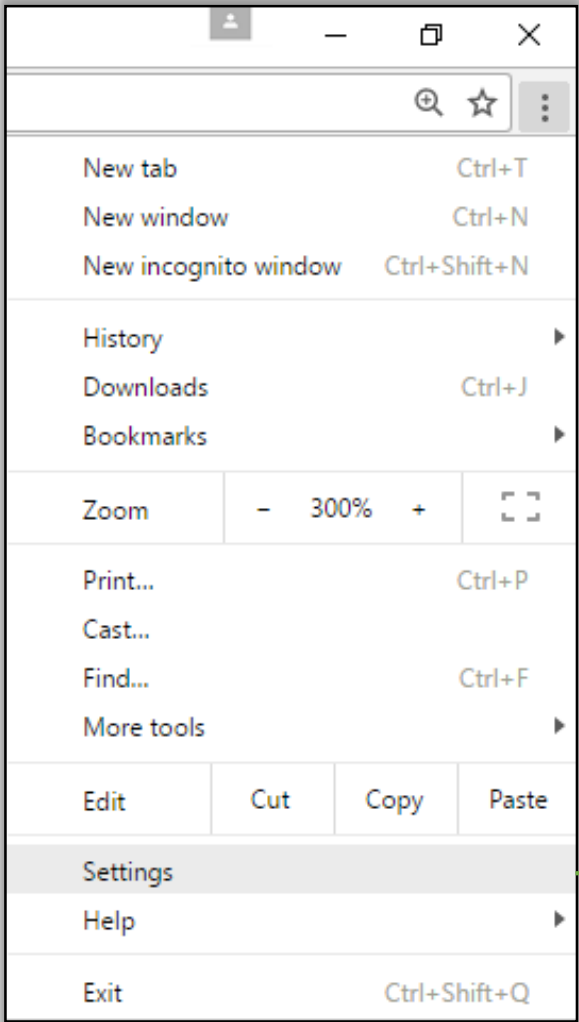 New tab Ctrl+T
New window Ctrl+N
New incognito window Ctrl+Shift+N
History
Downloads Ctrl+J
Bookmarks
Zoom - 300% +
Print... Ctrl+P
Cast...
Find... Ctrl+F
More tools
Edit Cut Copy Paste
Settings
Help
Exit Ctrl+Shift+Q